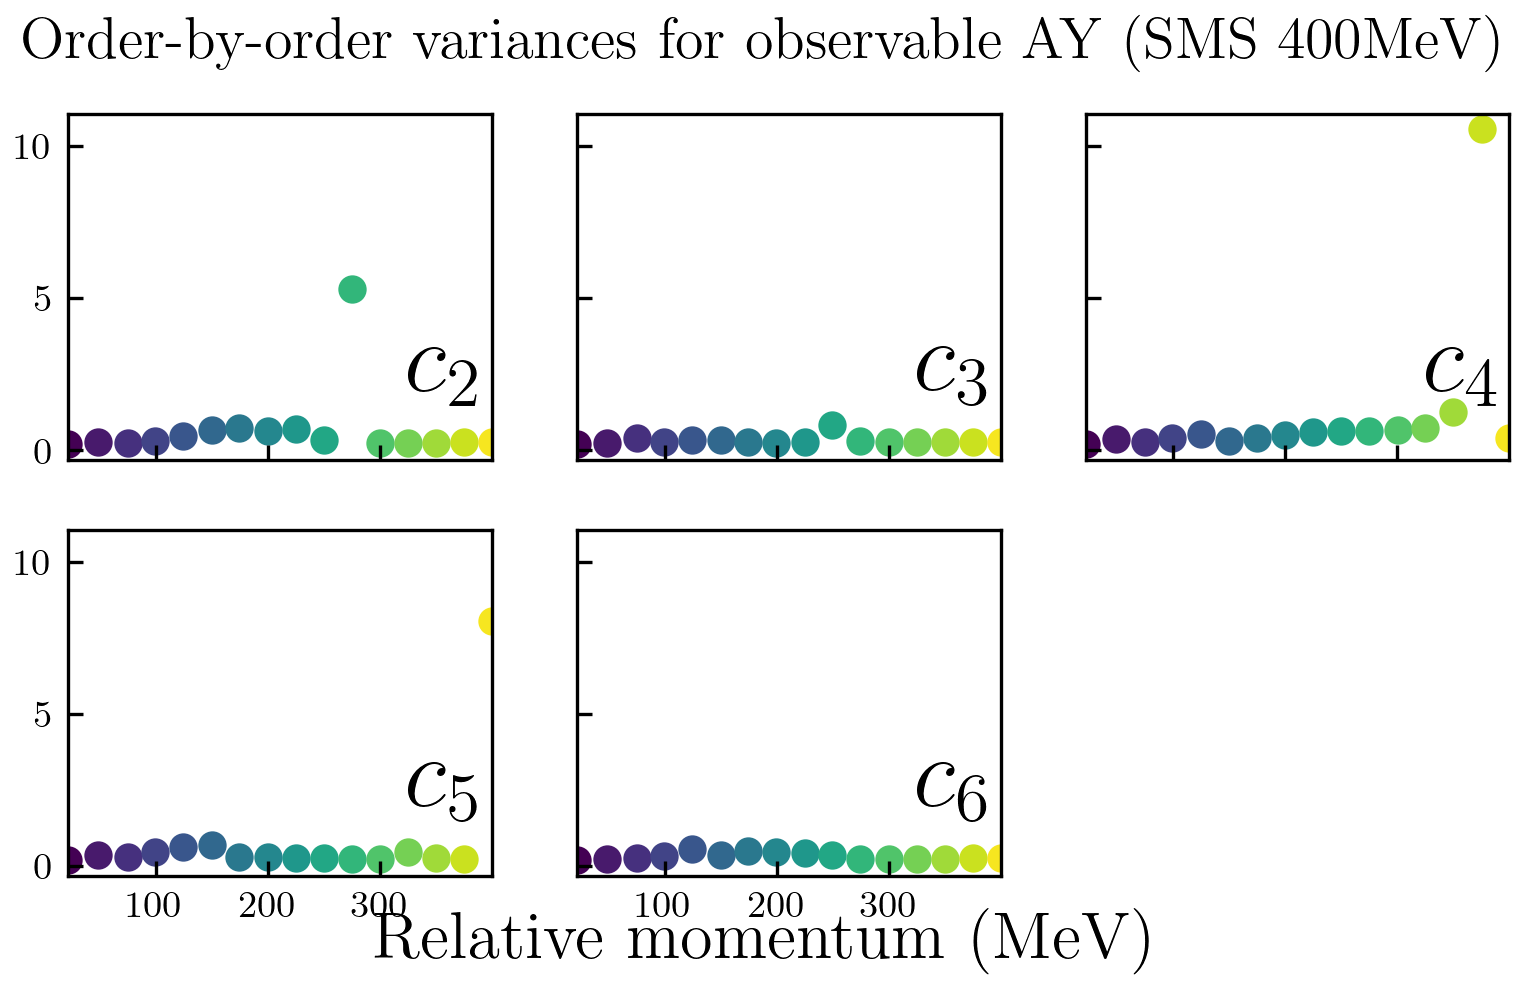 Order-by-order variances for observable AY (SMS 400MeV)
10
5
0
c₂
c₃
c₄
10
5
0
c₅
c₆
100 200 300
100 200 300
Relative momentum (MeV)